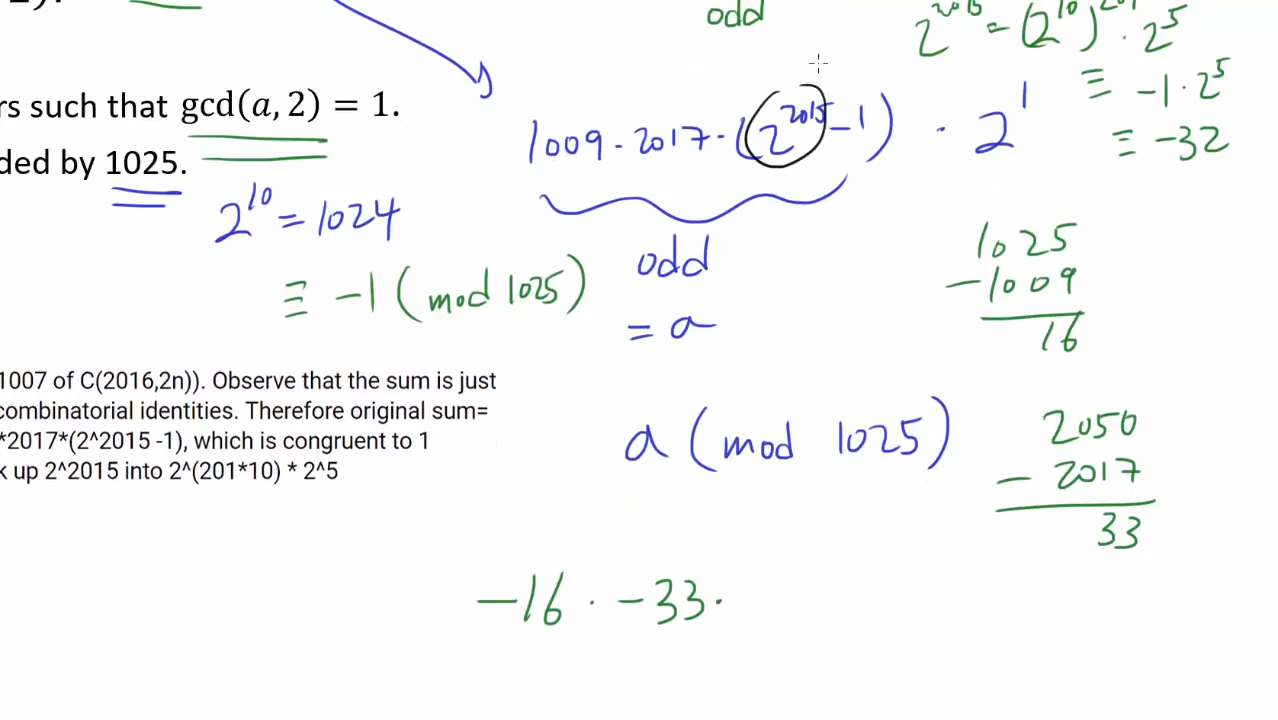 odd
2^2015 = (2^10)^201 · 2^5
≡ -1 · 2^5
≡ -32
rs such that gcd(a, 2) = 1.
ded by 1025.
1009 · 2017 · (2^2015 - 1) · 2^1
2^10 = 1024
≡ -1 (mod 1025)
odd
= a
1025
-1009
16
1007 of C(2016,2n)). Observe that the sum is just
combinatorial identities. Therefore original sum=
*2017*(2^2015 -1), which is congruent to 1
k up 2^2015 into 2^(201*10) * 2^5
a (mod 1025)
2050
- 2017
33
-16 · -33 ·